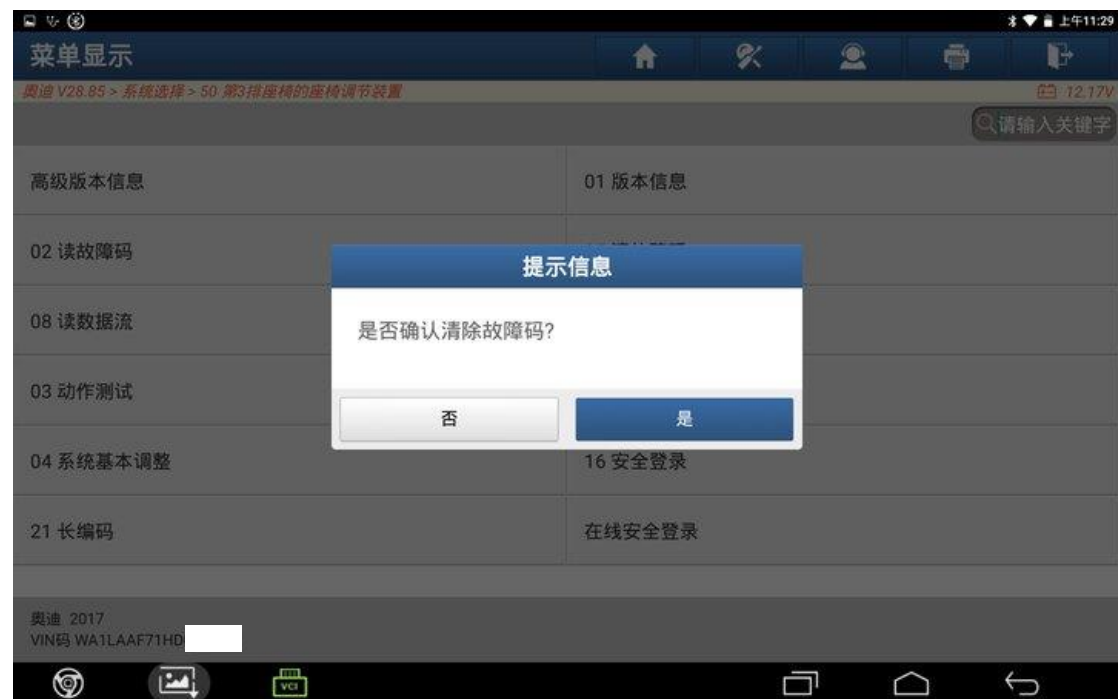 上午11:29
菜单显示
奥迪 V28.85 > 系统选择 > 50 第3排座椅的座椅调节装置
12.17V
请输入关键字
高级版本信息
01 版本信息
02 读故障码
提示信息
08 读数据流
是否确认清除故障码?
03 动作测试
否
是
04 系统基本调整
16 安全登录
21 长编码
在线安全登录
奥迪 2017
VIN码 WA1LAAF71HD
VCI